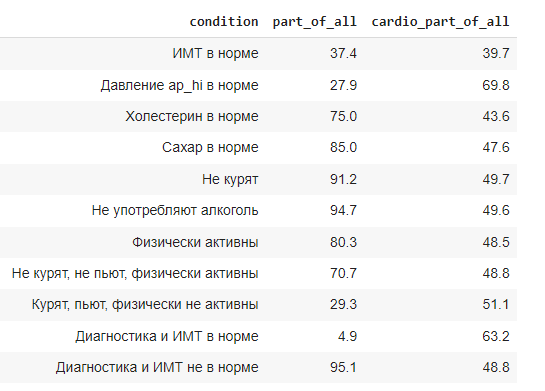 condition part_of_all cardio_part_of_all
ИМТ в норме 37.4 39.7
Давление ap_hi в норме 27.9 69.8
Холестерин в норме 75.0 43.6
Сахар в норме 85.0 47.6
Не курят 91.2 49.7
Не употребляют алкоголь 94.7 49.6
Физически активны 80.3 48.5
Не курят, не пьют, физически активны 70.7 48.8
Курят, пьют, физически не активны 29.3 51.1
Диагностика и ИМТ в норме 4.9 63.2
Диагностика и ИМТ не в норме 95.1 48.8